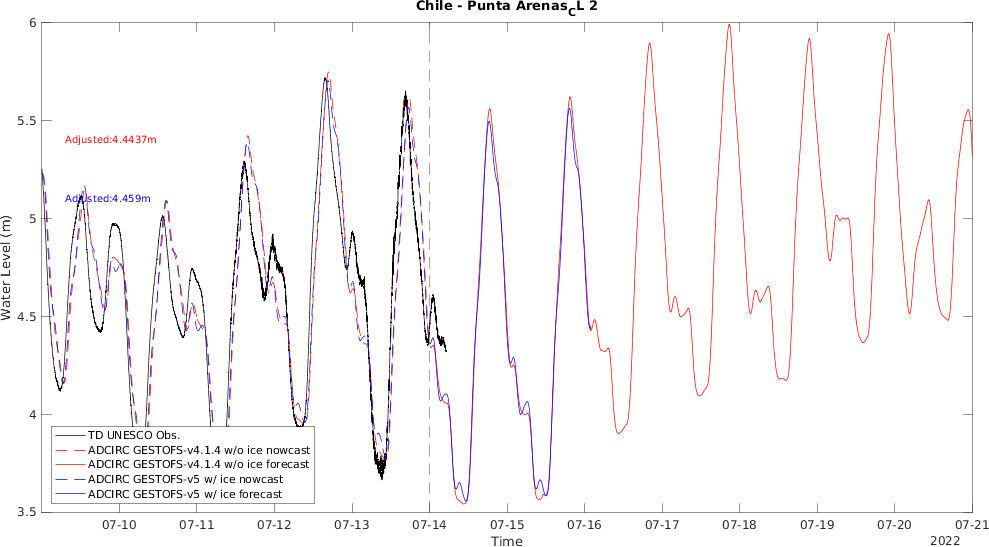 Chile - Punta Arenas_CL 2
6
5.5
5
4.5
4
3.5
Water Level (m)
Adjusted:4.4437m
Adjusted:4.459m
TD UNESCO Obs.
ADCIRC GESTOFS-v4.1.4 w/o ice nowcast
ADCIRC GESTOFS-v4.1.4 w/o ice forecast
ADCIRC GESTOFS-v5 w/ ice nowcast
ADCIRC GESTOFS-v5 w/ ice forecast
07-10 07-11 07-12 07-13 07-14 07-15 07-16 07-17 07-18 07-19 07-20 07-21
Time
2022